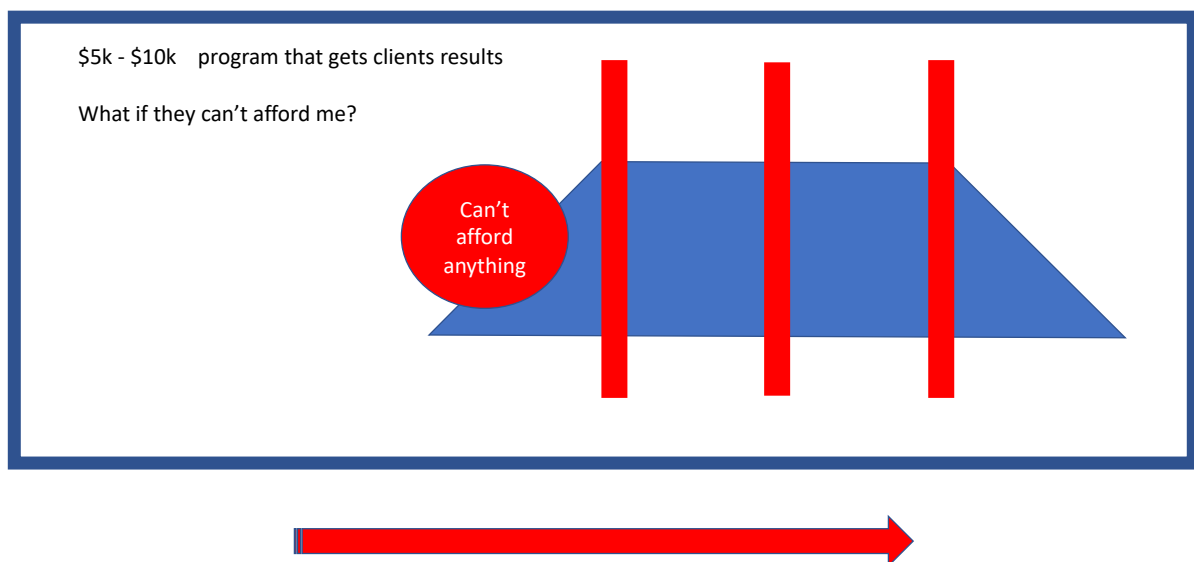 $5k - $10k program that gets clients results
What if they can’t afford me?
Can’t
afford
anything